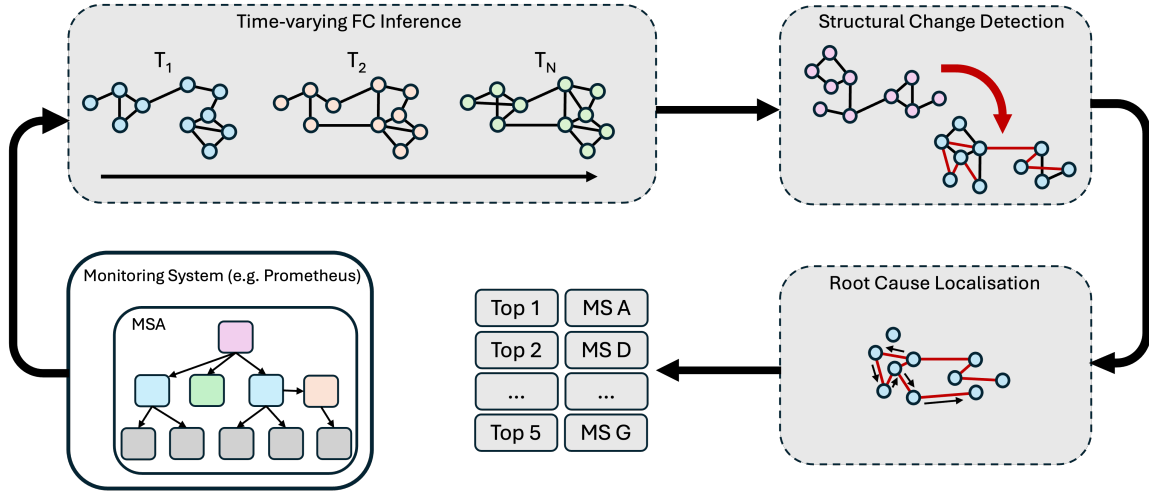 Time-varying FC Inference
T1
T2
TN
Structural Change Detection
Monitoring System (e.g. Prometheus)
MSA
Top 1 MS A
Top 2 MS D
... ...
Top 5 MS G
Root Cause Localisation